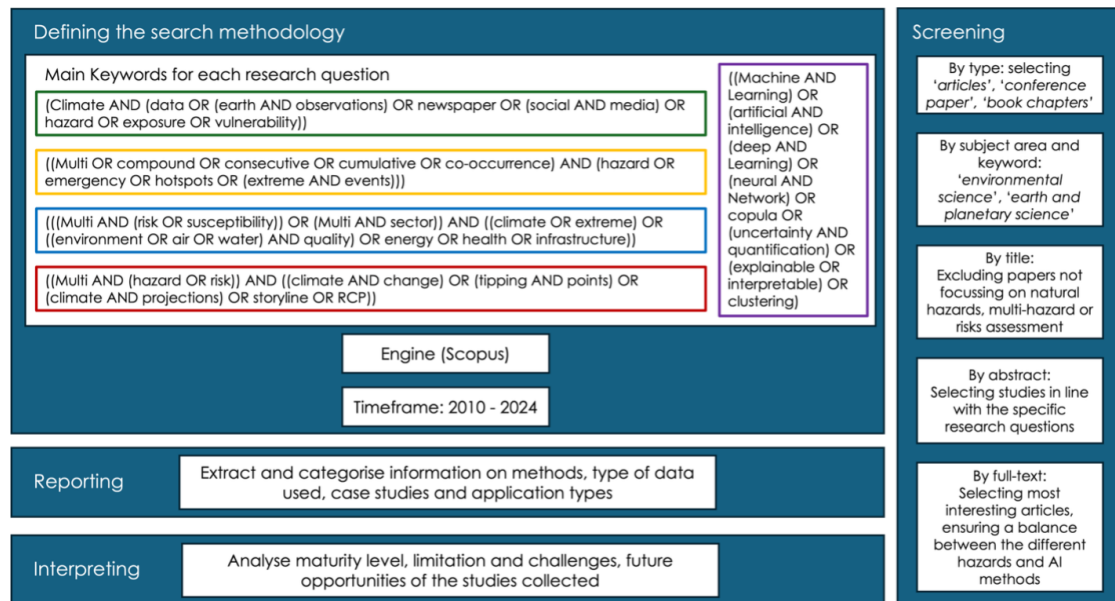 Defining the search methodology
Main Keywords for each research question
(Climate AND (data OR (earth AND observations) OR newspaper OR (social AND media) OR
hazard OR exposure OR vulnerability))
((Multi OR compound OR consecutive OR cumulative OR co-occurrence) AND (hazard OR
emergency OR hotspots OR (extreme AND events)))
(((Multi AND (risk OR susceptibility)) OR (Multi AND sector)) AND ((climate OR extreme) OR
((environment OR air OR water) AND quality) OR energy OR health OR infrastructure))
((Multi AND (hazard OR risk)) AND ((climate AND change) OR (tipping AND points) OR
(climate AND projections) OR storyline OR RCP))
((Machine AND
Learning) OR
(artificial AND
intelligence) OR
(deep AND
Learning) OR
(neural AND
Network) OR
copula OR
(uncertainty AND
quantification) OR
(explainable OR
interpretable) OR
clustering)
Engine (Scopus)
Timeframe: 2010 - 2024
Reporting
Extract and categorise information on methods, type of data
used, case studies and application types
Interpreting
Analyse maturity level, limitation and challenges, future
opportunities of the studies collected
Screening
By type: selecting
‘articles’, ‘conference
paper’, ‘book chapters’
By subject area and
keyword:
‘environmental
science’, ‘earth and
planetary science’
By title:
Excluding papers not
focussing on natural
hazards, multi-hazard or
risks assessment
By abstract:
Selecting studies in line
with the specific
research questions
By full-text:
Selecting most
interesting articles,
ensuring a balance
between the different
hazards and AI
methods